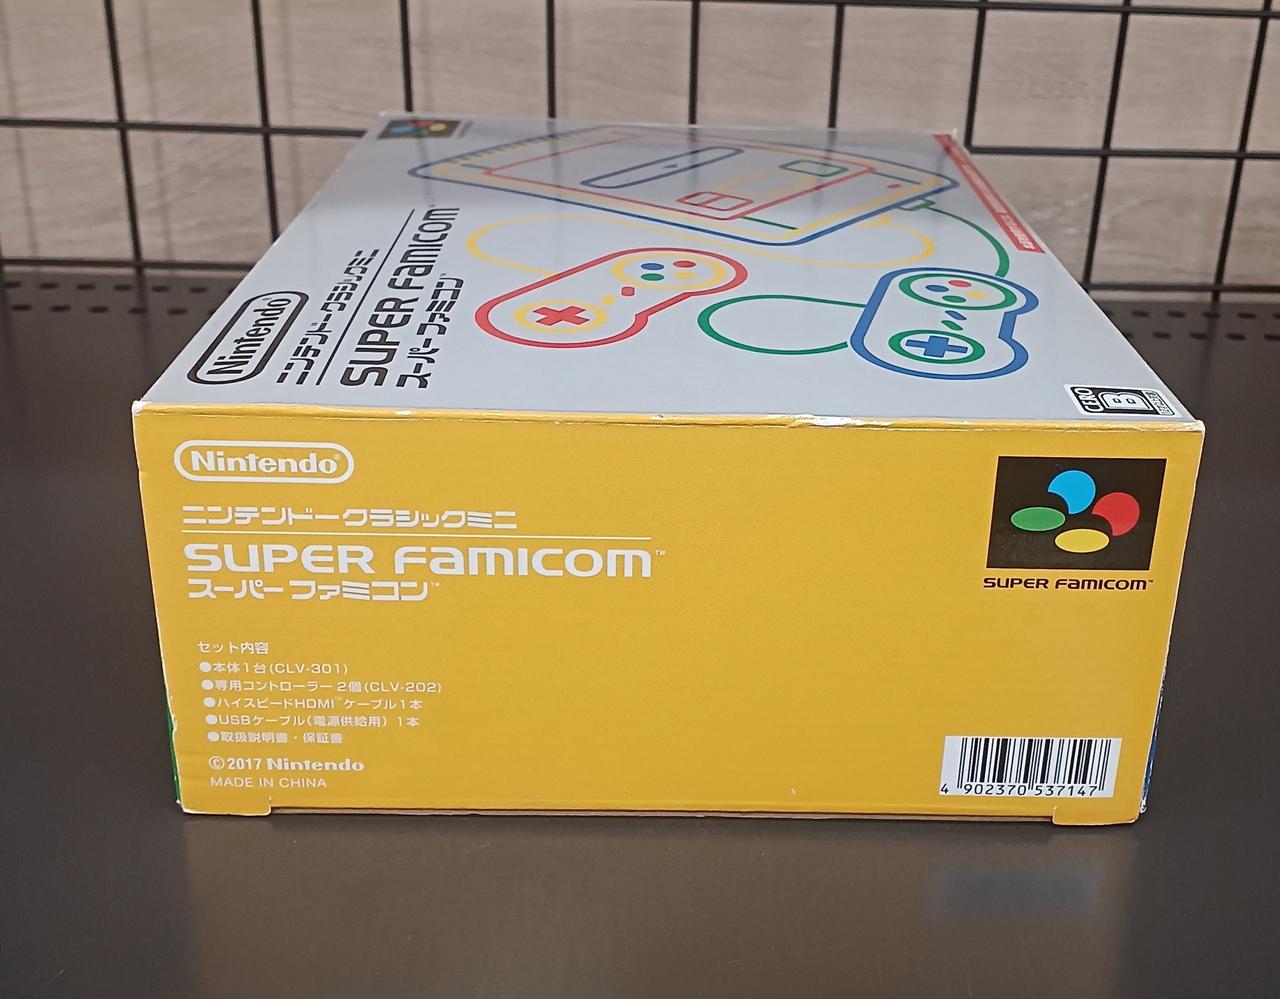 Nintendo
ニンテンドークラシックミニ
SUPER FAMICOM
スーパーファミコン
CERO
B
Nintendo®
ニンテンドークラシックミニ
SUPER FAMICOM™
スーパーファミコン™
SUPER FAMICOM™
セット内容
●本体1台(CLV-301)
●専用コントローラー 2個(CLV-202)
●ハイスピードHDMI™ケーブル1本
●USBケーブル(電源供給用) 1本
●取扱説明書・保証書
©2017 Nintendo
MADE IN CHINA
4 902370 537147